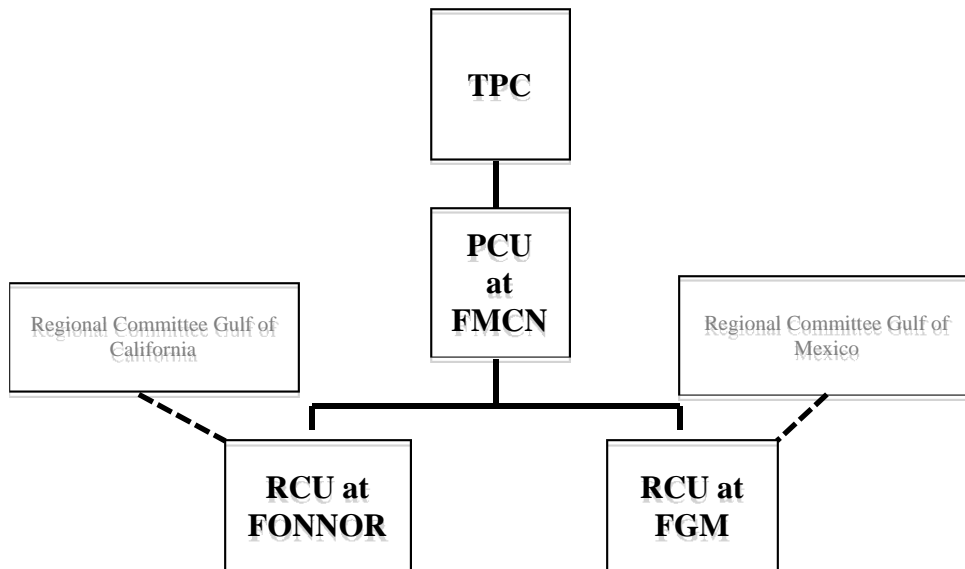 TPC
PCU
at
FMCN
Regional Committee Gulf of
California
Regional Committee Gulf of
Mexico
RCU at
FONNOR
RCU at
FGM